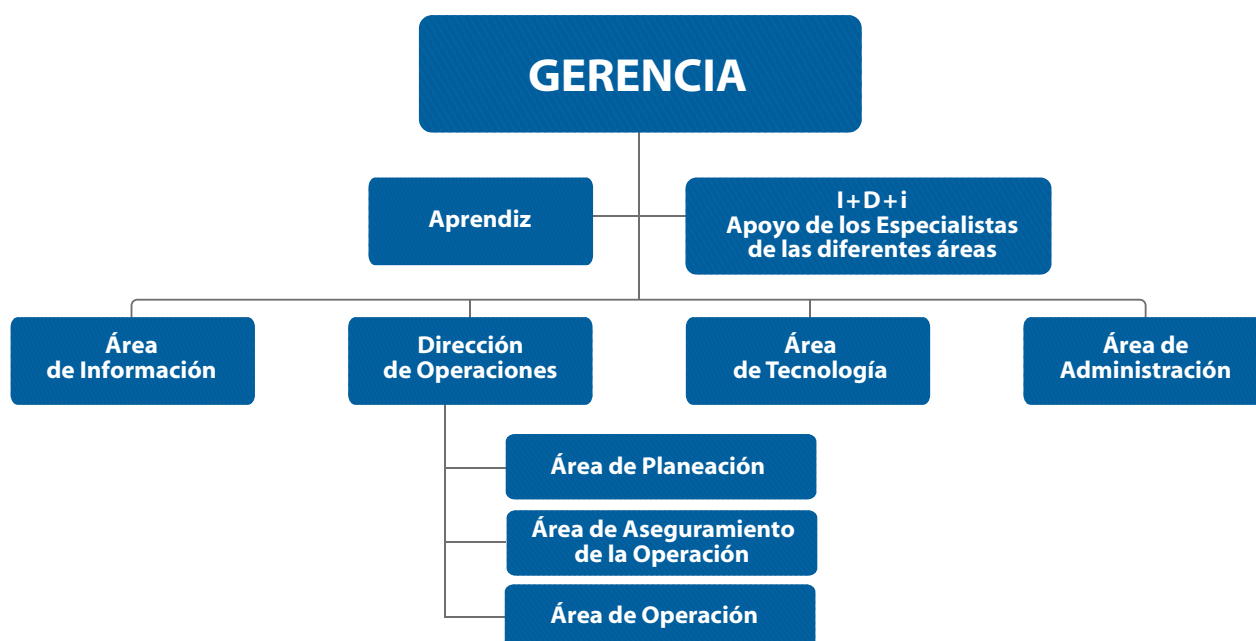 GERENCIA
Aprendiz
I+D+i
Apoyo de los Especialistas
de las diferentes áreas
Área
de Información
Dirección
de Operaciones
Área
de Tecnología
Área de
Administración
Área de Planeación
Área de Aseguramiento
de la Operación
Área de Operación